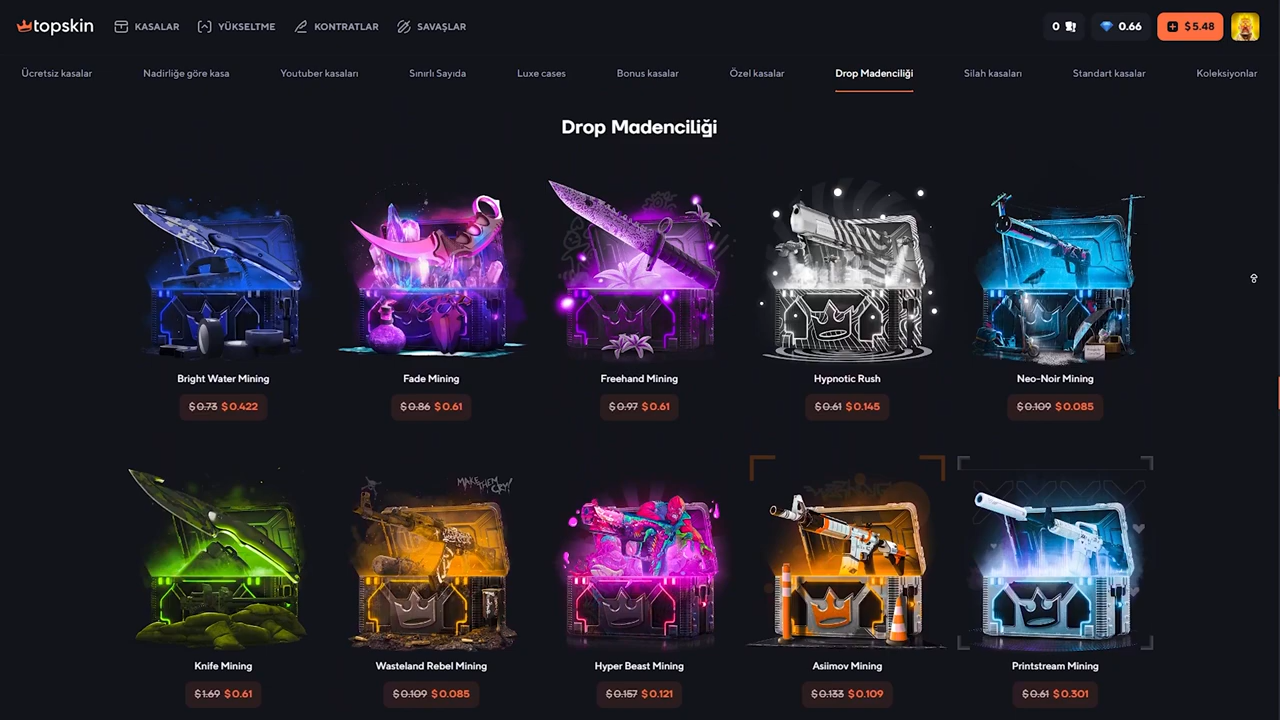 topskin KASALAR YÜKSELTME KONTRATLAR SAVAŞLAR 0 0.66 $5.48
Ücretsiz kasalar Nadirliğe göre kasa Youtuber kasaları Sınırlı Sayıda Luxe cases Bonus kasalar Özel kasalar Drop Madenciliği Silah kasaları Standart kasalar Koleksiyonlar
Drop Madenciliği
Bright Water Mining Fade Mining Freehand Mining Hypnotic Rush Neo-Noir Mining
$0.73 $0.422 $0.86 $0.61 $0.97 $0.61 $0.61 $0.145 $0.109 $0.085
MAKE THEM CRY!
Knife Mining Wasteland Rebel Mining Hyper Beast Mining Asiimov Mining Printstream Mining
$1.69 $0.61 $0.109 $0.085 $0.157 $0.121 $0.133 $0.109 $0.61 $0.301